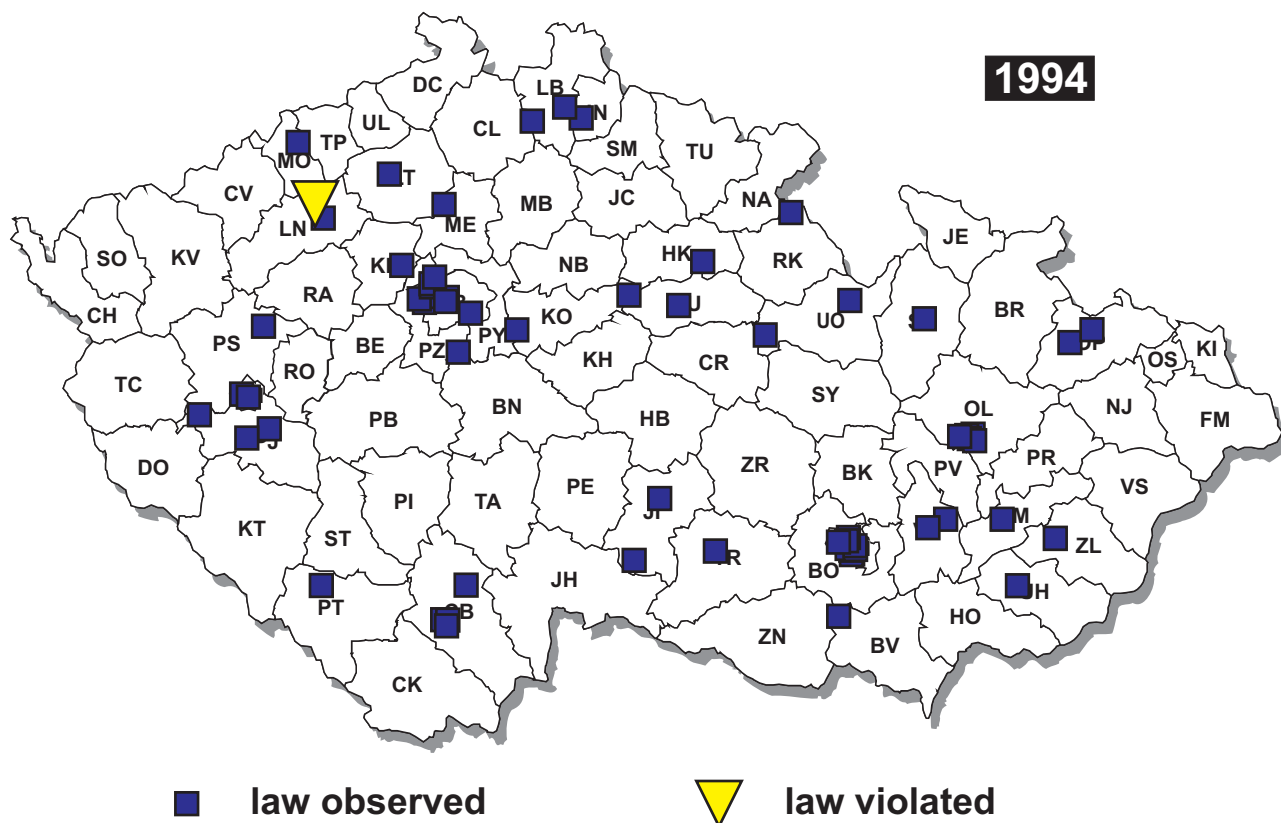 1994
DC
LB
UL
CL
TP
MO
SM
TU
CV
JC
NA
MB
ME
LN
JE
SO
KV
HK
RK
NB
RA
CH
BR
KO
UO
PS
PY
BE
PZ
OS
KI
RO
KH
CR
TC
SY
NJ
OL
BN
PB
HB
FM
PR
ZR
DO
BK
PV
VS
PE
PI
TA
KT
ST
ZL
BO
JH
PT
HO
ZN
BV
CK
law observed
law violated